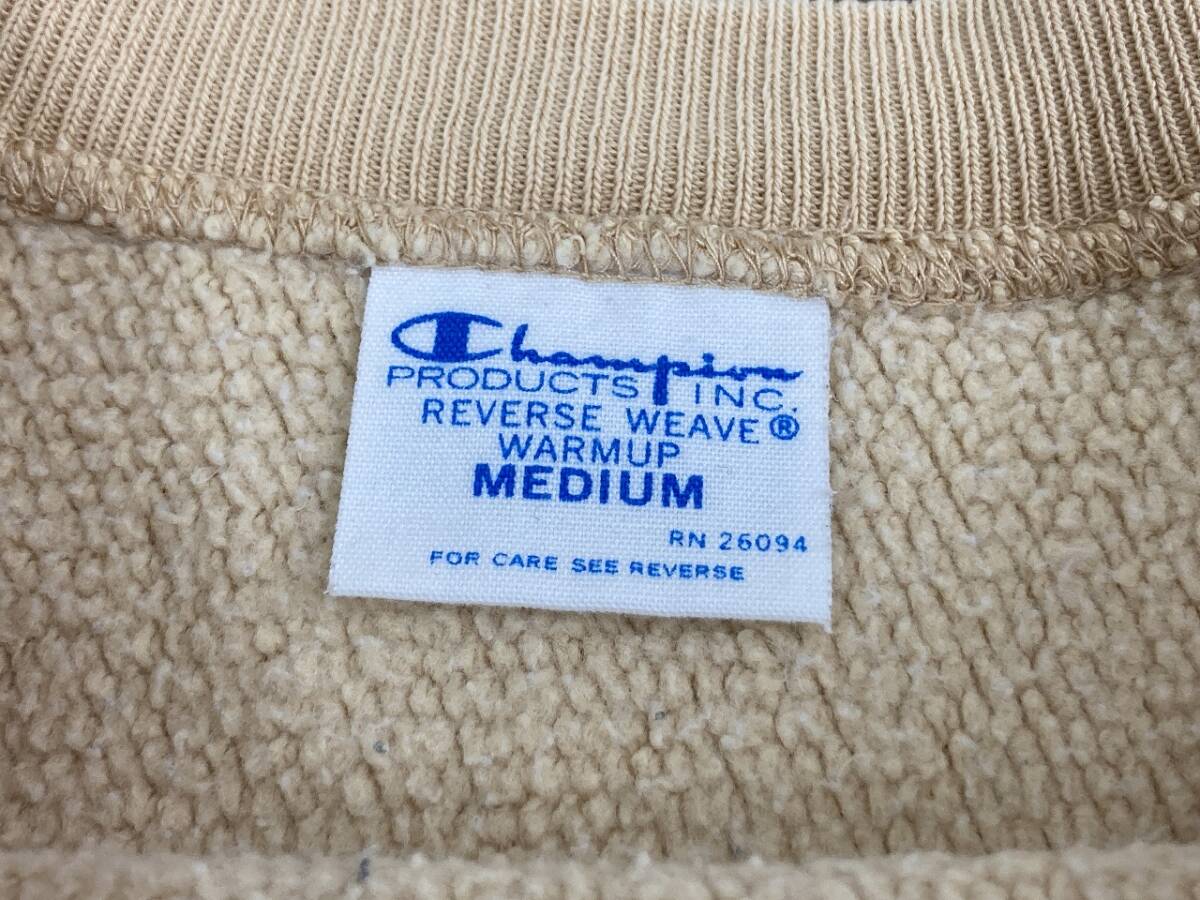 Champion
PRODUCTS INC.
REVERSE WEAVE®
WARMUP
MEDIUM
RN 26094
FOR CARE SEE REVERSE